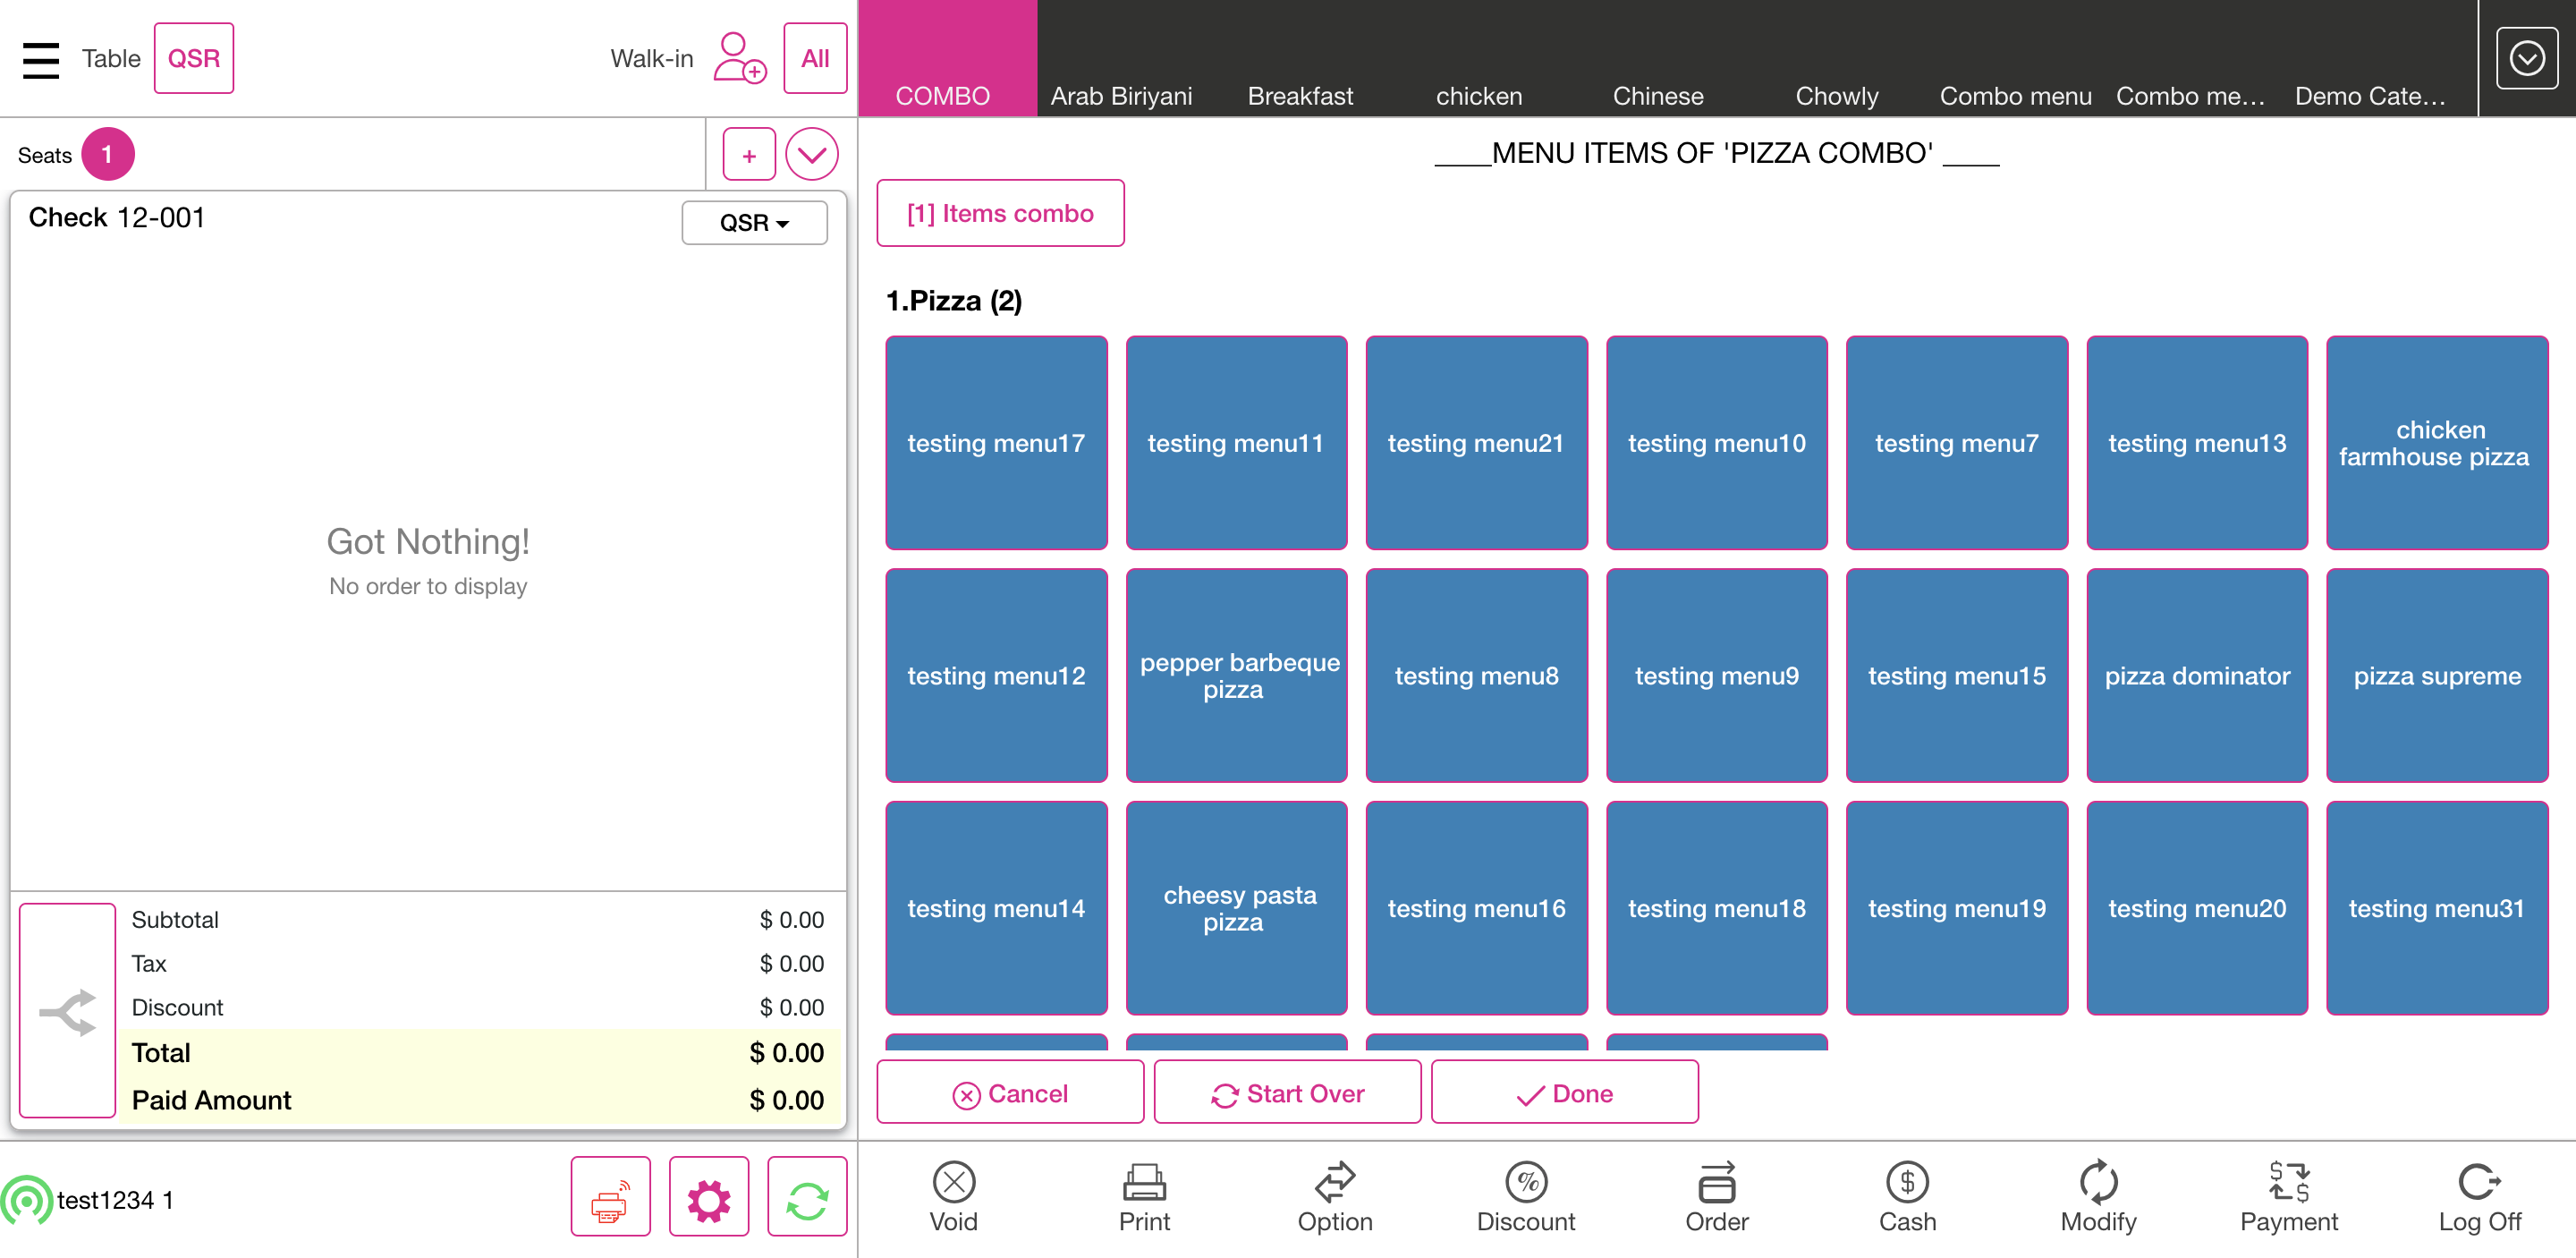 Table QSR
Walk-in All
COMBO Arab Biriyani Breakfast chicken Chinese Chowly Combo menu Combo me... Demo Cate...
Seats 1 +
Check 12-001
QSR
Got Nothing!
No order to display
Subtotal $ 0.00
Tax $ 0.00
Discount $ 0.00
Total $ 0.00
Paid Amount $ 0.00
test1234 1
____MENU ITEMS OF 'PIZZA COMBO' ____
[1] Items combo
1.Pizza (2)
testing menu17
testing menu11
testing menu21
testing menu10
testing menu7
testing menu13
chicken
farmhouse pizza
testing menu12
pepper barbeque
pizza
testing menu8
testing menu9
testing menu15
pizza dominator
pizza supreme
testing menu14
cheesy pasta
pizza
testing menu16
testing menu18
testing menu19
testing menu20
testing menu31
Cancel
Start Over
Done
Void
Print
Option
Discount
Order
Cash
Modify
Payment
Log Off